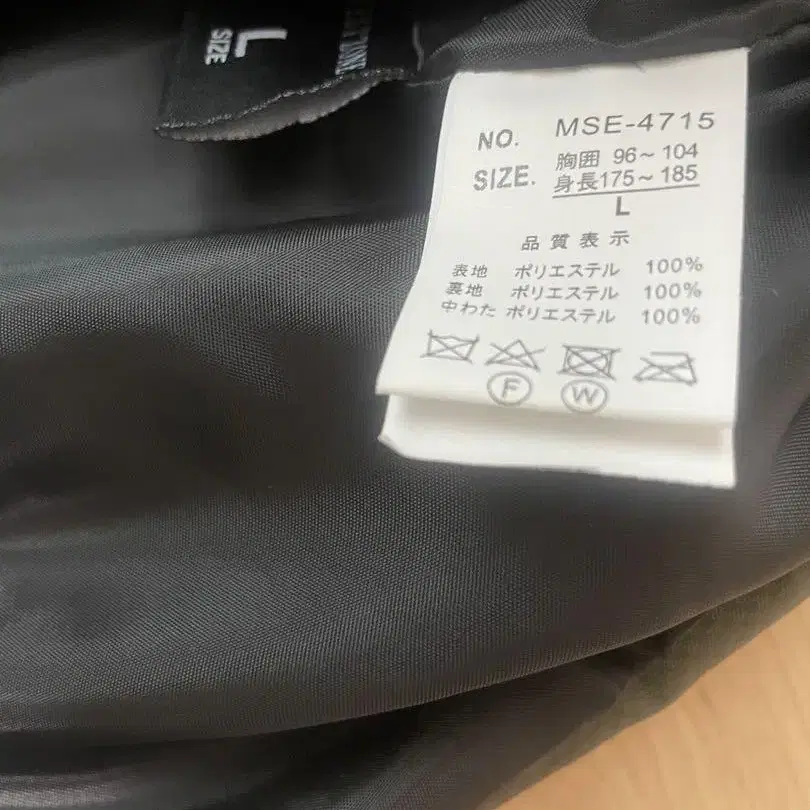 L
SIZE
NO. MSE-4715
SIZE. 胸囲 96~104
身長175~185
L
品質表示
表地 ポリエステル 100%
裏地 ポリエステル 100%
中わた ポリエステル 100%
F W